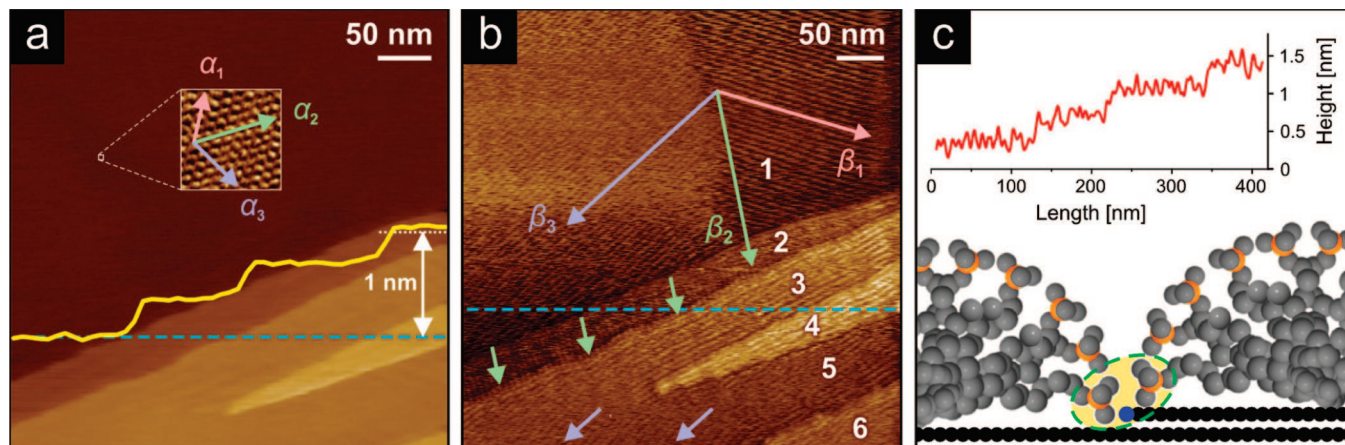 a
50 nm
α1
α2
α3
1 nm
b
50 nm
β1
β2
β3
1
2
3
4
5
6
c
1.5
1
0.5
0
Height [nm]
0
100
200
300
400
Length [nm]